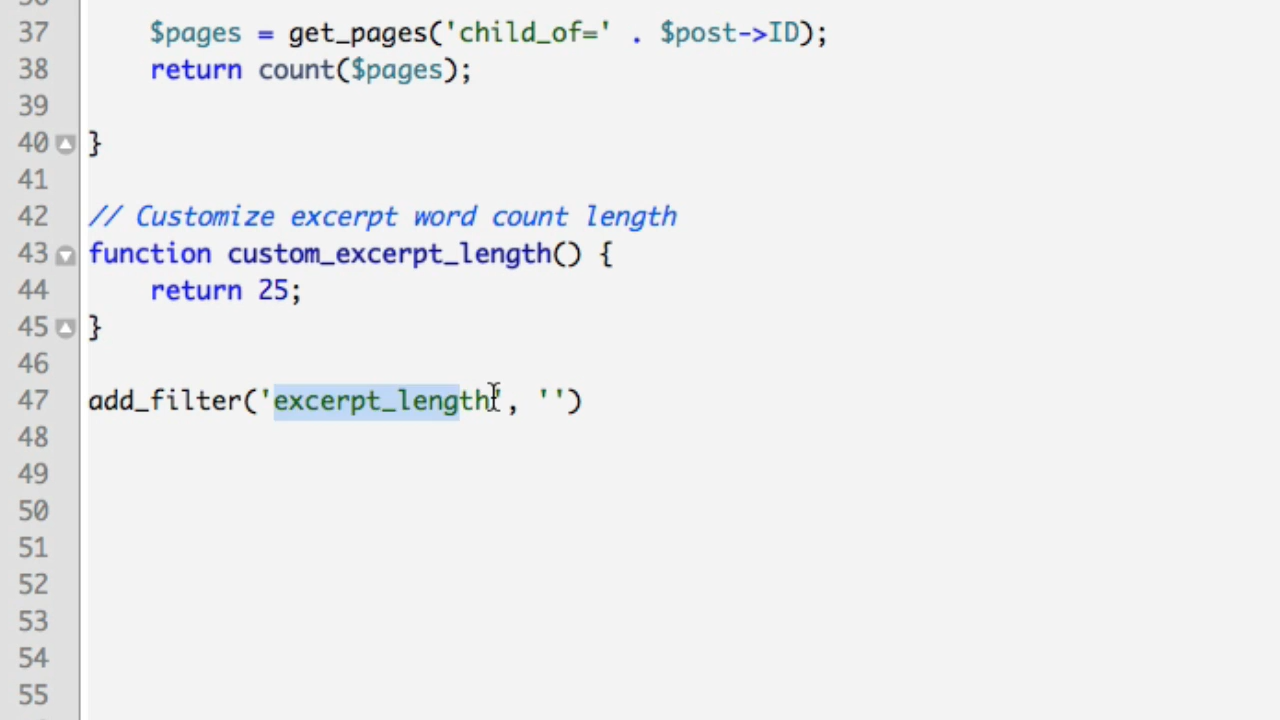 37 $pages = get_pages('child_of=' . $post->ID);
38 return count($pages);
39
40 }
41
42 // Customize excerpt word count length
43 function custom_excerpt_length() {
44 return 25;
45 }
46
47 add_filter('excerpt_length', '')
48
49
50
51
52
53
54
55